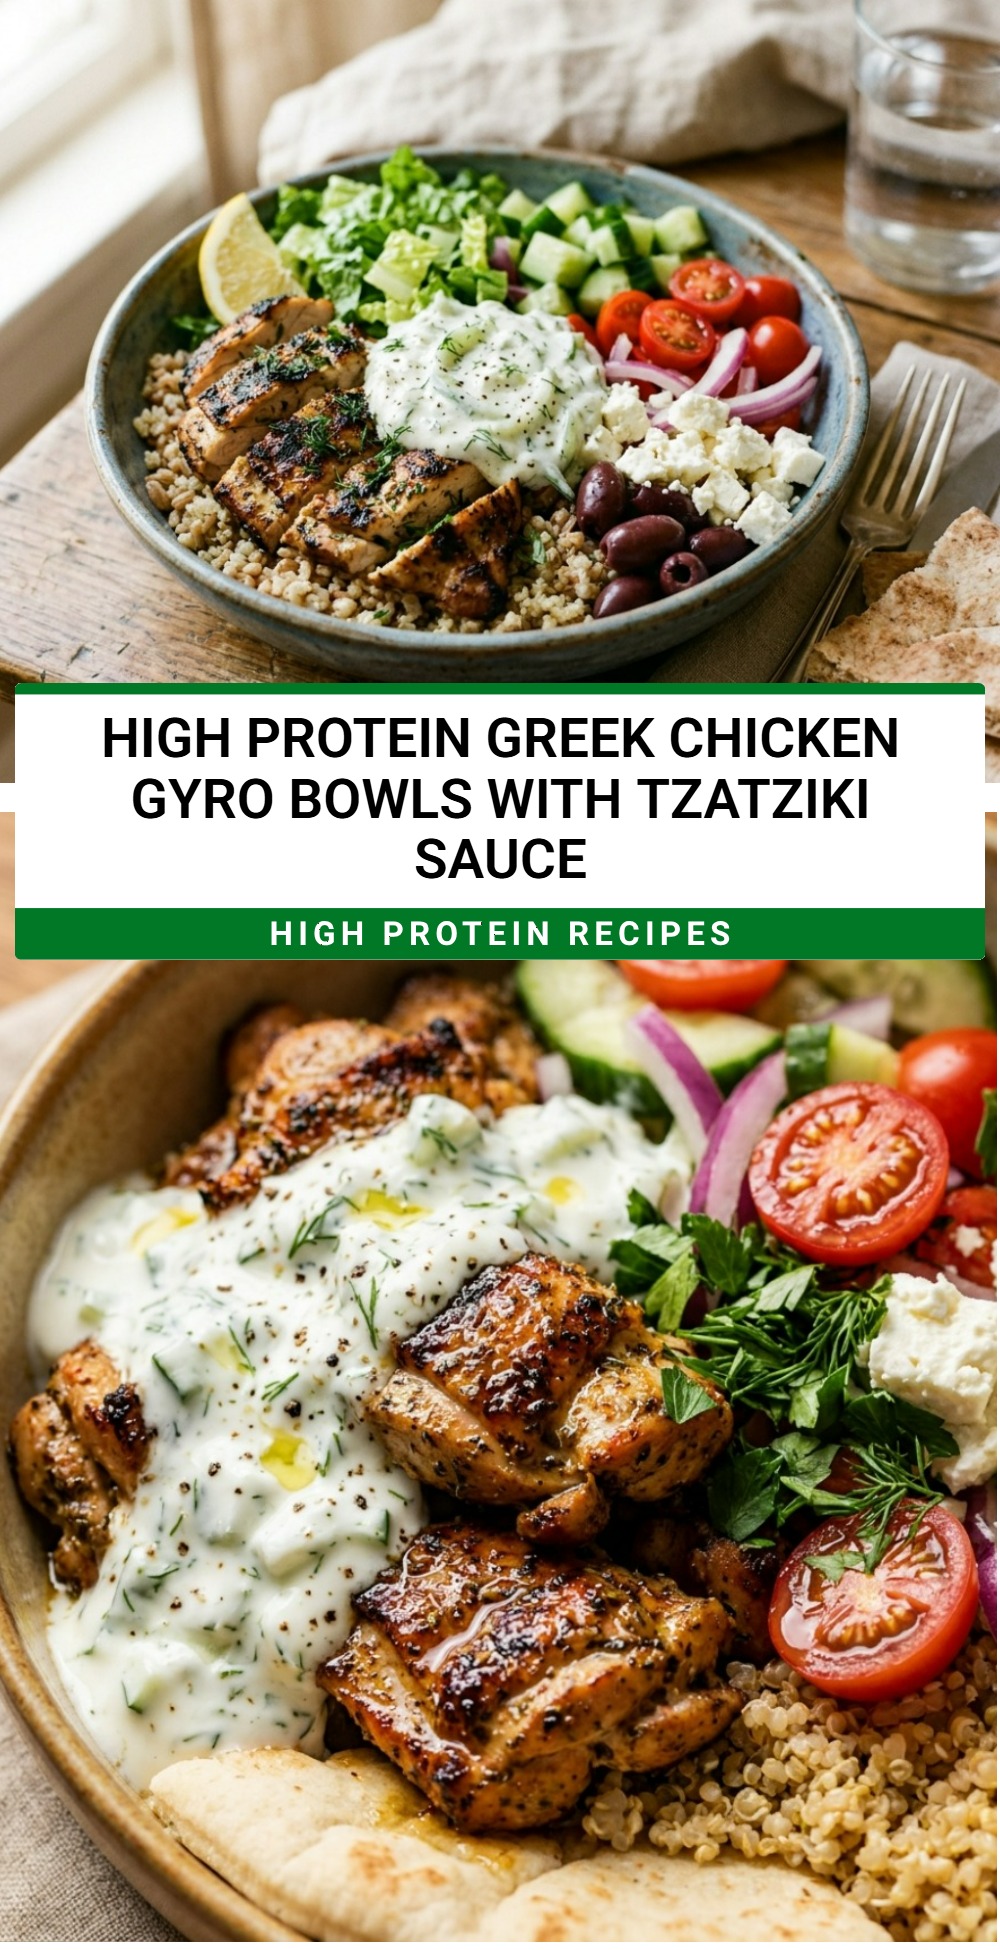 HIGH PROTEIN GREEK CHICKEN
GYRO BOWLS WITH TZATZIKI
SAUCE
HIGH PROTEIN RECIPES